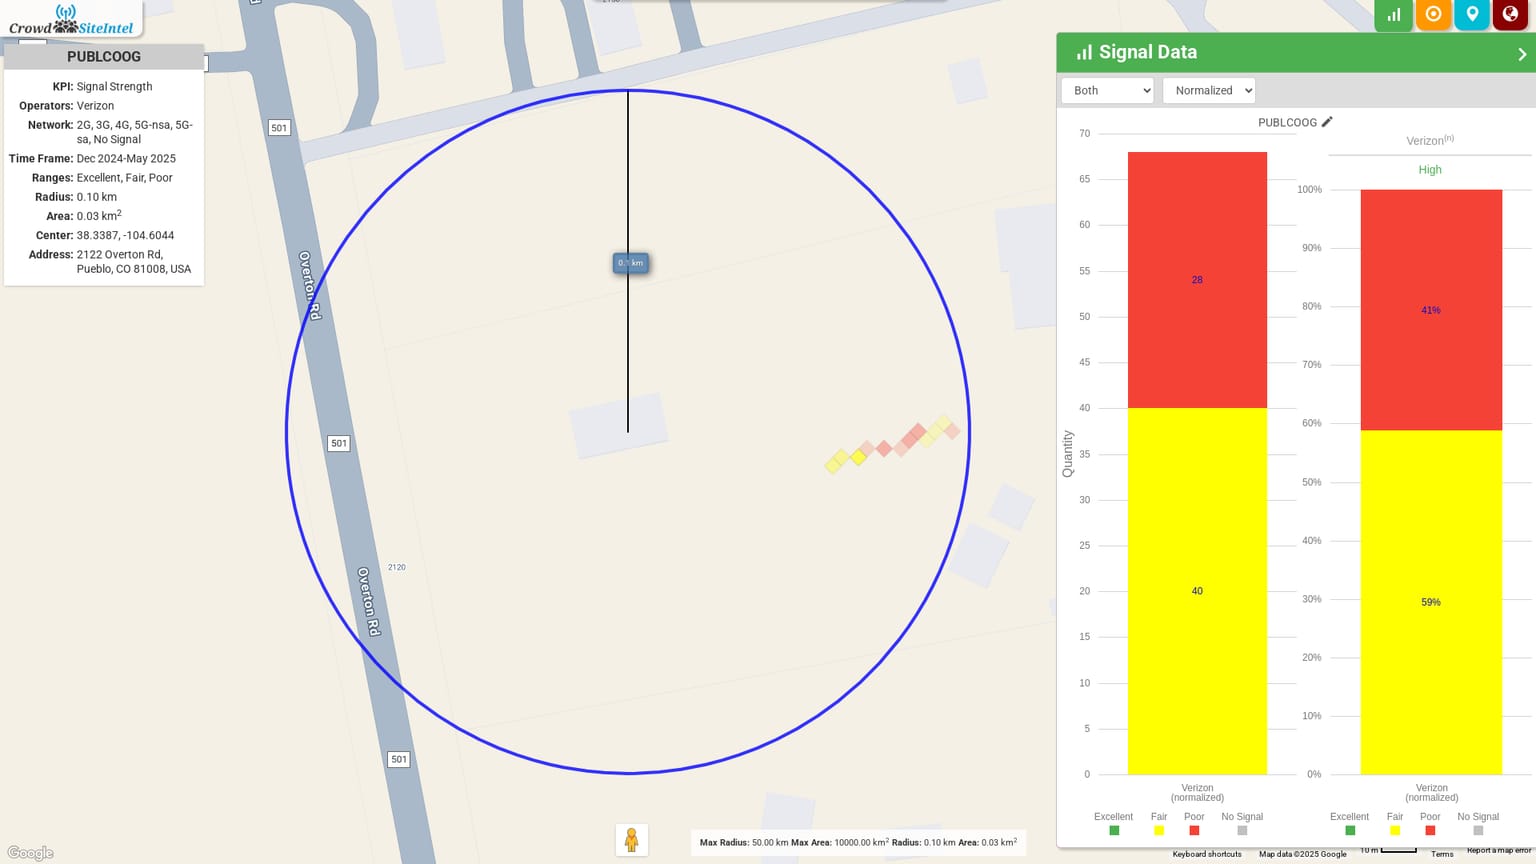 Crowd SiteIntel
PUBLCOOG
KPI: Signal Strength
Operators: Verizon
Network: 2G, 3G, 4G, 5G-nsa, 5G-
sa, No Signal
Time Frame: Dec 2024-May 2025
Ranges: Excellent, Fair, Poor
Radius: 0.10 km
Area: 0.03 km²
Center: 38.3387, -104.6044
Address: 2122 Overton Rd,
Pueblo, CO 81008, USA
501
Overton Rd
0.1 km
501
2120
Overton Rd
501
Google
Max Radius: 50.00 km Max Area: 10000.00 km² Radius: 0.10 km Area: 0.03 km²
Signal Data
Both
Normalized
PUBLCOOG
70
65
60
55
50
45
40
35
30
25
20
15
10
5
0
Quantity
28
40
Verizon
(normalized)
Excellent Fair Poor No Signal
Verizon(n)
High
100%
90%
80%
70%
60%
50%
40%
30%
20%
10%
0%
41%
59%
Verizon
(normalized)
Excellent Fair Poor No Signal
Keyboard shortcuts Map data ©2025 Google 10 m Terms Report a map error